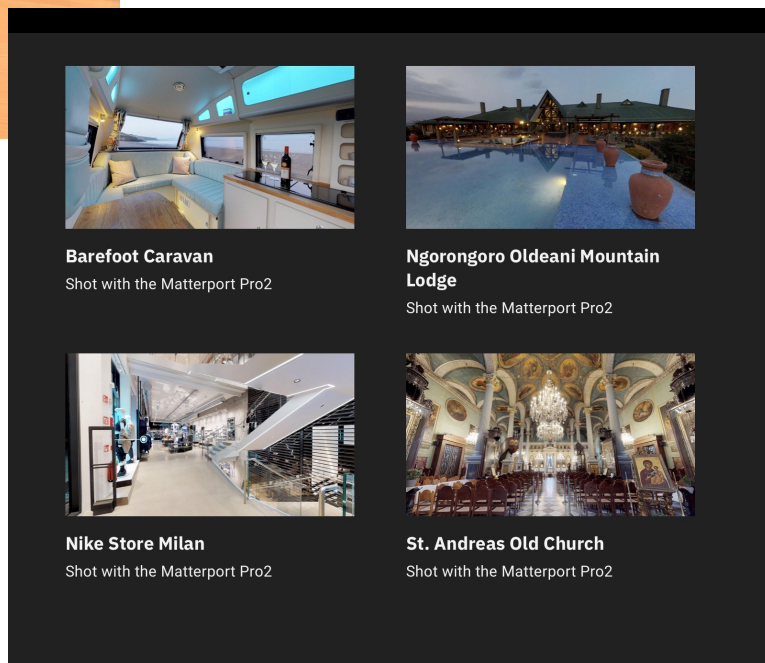 Barefoot Caravan
Shot with the Matterport Pro2
Ngorongoro Oldeani Mountain
Lodge
Shot with the Matterport Pro2
Nike Store Milan
Shot with the Matterport Pro2
St. Andreas Old Church
Shot with the Matterport Pro2